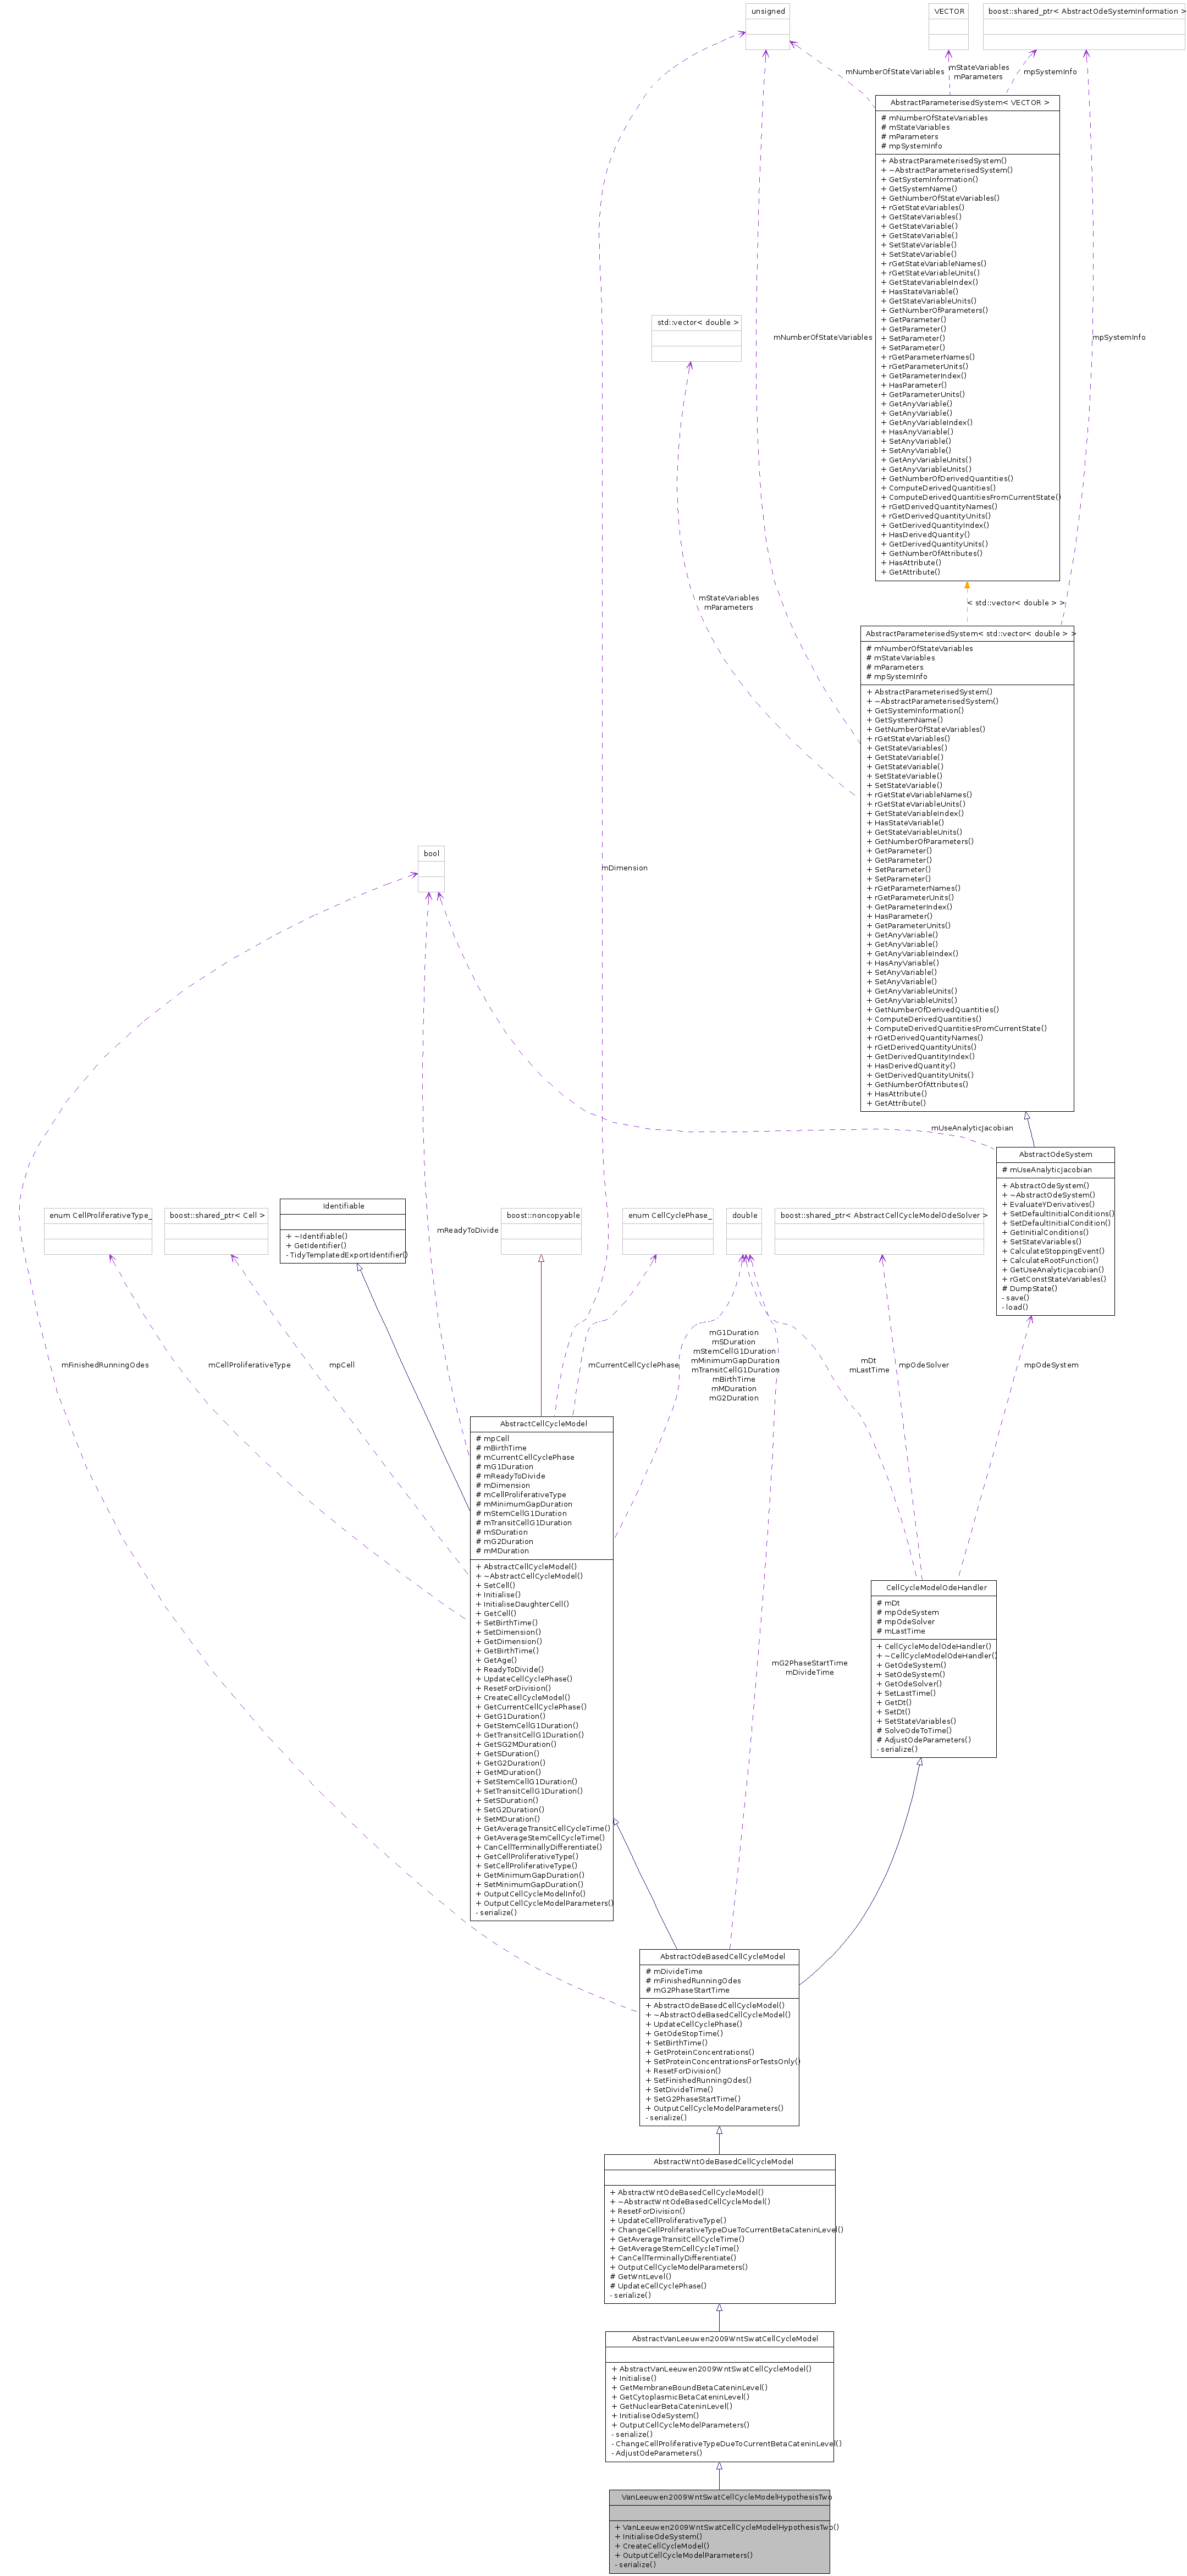 unsigned
VECTOR
boost::shared_ptr< AbstractOdeSystemInformation >
mNumberOfStateVariables
mStateVariables
mParameters
mpSystemInfo
AbstractParameterisedSystem< VECTOR >
# mNumberOfStateVariables
# mStateVariables
# mParameters
# mpSystemInfo
+ AbstractParameterisedSystem()
+ ~AbstractParameterisedSystem()
+ GetSystemInformation()
+ GetSystemName()
+ GetNumberOfStateVariables()
+ rGetStateVariables()
+ GetStateVariables()
+ GetStateVariable()
+ GetStateVariable()
+ SetStateVariable()
+ SetStateVariable()
+ rGetStateVariableNames()
+ rGetStateVariableUnits()
+ GetStateVariableIndex()
+ HasStateVariable()
+ GetStateVariableUnits()
+ GetNumberOfParameters()
+ GetParameter()
+ GetParameter()
+ SetParameter()
+ SetParameter()
+ rGetParameterNames()
+ rGetParameterUnits()
+ GetParameterIndex()
+ HasParameter()
+ GetParameterUnits()
+ GetAnyVariable()
+ GetAnyVariable()
+ GetAnyVariableIndex()
+ HasAnyVariable()
+ SetAnyVariable()
+ SetAnyVariable()
+ GetAnyVariableUnits()
+ GetAnyVariableUnits()
+ GetNumberOfDerivedQuantities()
+ ComputeDerivedQuantities()
+ ComputeDerivedQuantitiesFromCurrentState()
+ rGetDerivedQuantityNames()
+ rGetDerivedQuantityUnits()
+ GetDerivedQuantityIndex()
+ HasDerivedQuantity()
+ GetDerivedQuantityUnits()
+ GetNumberOfAttributes()
+ HasAttribute()
+ GetAttribute()
std::vector< double >
mNumberOfStateVariables
mpSystemInfo
mStateVariables
mParameters
< std::vector< double > >
AbstractParameterisedSystem< std::vector< double > >
# mNumberOfStateVariables
# mStateVariables
# mParameters
# mpSystemInfo
+ AbstractParameterisedSystem()
+ ~AbstractParameterisedSystem()
+ GetSystemInformation()
+ GetSystemName()
+ GetNumberOfStateVariables()
+ rGetStateVariables()
+ GetStateVariables()
+ GetStateVariable()
+ GetStateVariable()
+ SetStateVariable()
+ SetStateVariable()
+ rGetStateVariableNames()
+ rGetStateVariableUnits()
+ GetStateVariableIndex()
+ HasStateVariable()
+ GetStateVariableUnits()
+ GetNumberOfParameters()
+ GetParameter()
+ GetParameter()
+ SetParameter()
+ SetParameter()
+ rGetParameterNames()
+ rGetParameterUnits()
+ GetParameterIndex()
+ HasParameter()
+ GetParameterUnits()
+ GetAnyVariable()
+ GetAnyVariable()
+ GetAnyVariableIndex()
+ HasAnyVariable()
+ SetAnyVariable()
+ SetAnyVariable()
+ GetAnyVariableUnits()
+ GetAnyVariableUnits()
+ GetNumberOfDerivedQuantities()
+ ComputeDerivedQuantities()
+ ComputeDerivedQuantitiesFromCurrentState()
+ rGetDerivedQuantityNames()
+ rGetDerivedQuantityUnits()
+ GetDerivedQuantityIndex()
+ HasDerivedQuantity()
+ GetDerivedQuantityUnits()
+ GetNumberOfAttributes()
+ HasAttribute()
+ GetAttribute()
bool
mDimension
mUseAnalyticJacobian
AbstractOdeSystem
# mUseAnalyticJacobian
+ AbstractOdeSystem()
+ ~AbstractOdeSystem()
+ EvaluateYDerivatives()
+ SetDefaultInitialConditions()
+ SetDefaultInitialCondition()
+ GetInitialConditions()
+ SetStateVariables()
+ CalculateStoppingEvent()
+ CalculateRootFunction()
+ GetUseAnalyticJacobian()
+ rGetConstStateVariables()
# DumpState()
- save()
- load()
enum CellProliferativeType_
boost::shared_ptr< Cell >
Identifiable
+ ~Identifiable()
+ GetIdentifier()
- TidyTemplatedExportIdentifier()
mReadyToDivide
boost::noncopyable
enum CellCyclePhase_
double
boost::shared_ptr< AbstractCellCycleModelOdeSolver >
mFinishedRunningOdes
mCellProliferativeType
mpCell
mCurrentCellCyclePhase
mG1Duration
mSDuration
mStemCellG1Duration
mMinimumGapDuration
mTransitCellG1Duration
mBirthTime
mMDuration
mG2Duration
mDt
mLastTime
mpOdeSolver
mpOdeSystem
AbstractCellCycleModel
# mpCell
# mBirthTime
# mCurrentCellCyclePhase
# mG1Duration
# mReadyToDivide
# mDimension
# mCellProliferativeType
# mMinimumGapDuration
# mStemCellG1Duration
# mTransitCellG1Duration
# mSDuration
# mG2Duration
# mMDuration
+ AbstractCellCycleModel()
+ ~AbstractCellCycleModel()
+ SetCell()
+ Initialise()
+ InitialiseDaughterCell()
+ GetCell()
+ SetBirthTime()
+ SetDimension()
+ GetDimension()
+ GetBirthTime()
+ GetAge()
+ ReadyToDivide()
+ UpdateCellCyclePhase()
+ ResetForDivision()
+ CreateCellCycleModel()
+ GetCurrentCellCyclePhase()
+ GetG1Duration()
+ GetStemCellG1Duration()
+ GetTransitCellG1Duration()
+ GetSG2MDuration()
+ GetSDuration()
+ GetG2Duration()
+ GetMDuration()
+ SetStemCellG1Duration()
+ SetTransitCellG1Duration()
+ SetSDuration()
+ SetG2Duration()
+ SetMDuration()
+ GetAverageTransitCellCycleTime()
+ GetAverageStemCellCycleTime()
+ CanCellTerminallyDifferentiate()
+ GetCellProliferativeType()
+ SetCellProliferativeType()
+ GetMinimumGapDuration()
+ SetMinimumGapDuration()
+ OutputCellCycleModelInfo()
+ OutputCellCycleModelParameters()
- serialize()
CellCycleModelOdeHandler
# mDt
# mpOdeSystem
# mpOdeSolver
# mLastTime
+ CellCycleModelOdeHandler()
+ ~CellCycleModelOdeHandler()
+ GetOdeSystem()
+ SetOdeSystem()
+ GetOdeSolver()
+ SetLastTime()
+ GetDt()
+ SetDt()
+ SetStateVariables()
# SolveOdeToTime()
# AdjustOdeParameters()
- serialize()
mG2PhaseStartTime
mDivideTime
AbstractOdeBasedCellCycleModel
# mDivideTime
# mFinishedRunningOdes
# mG2PhaseStartTime
+ AbstractOdeBasedCellCycleModel()
+ ~AbstractOdeBasedCellCycleModel()
+ UpdateCellCyclePhase()
+ GetOdeStopTime()
+ SetBirthTime()
+ GetProteinConcentrations()
+ SetProteinConcentrationsForTestsOnly()
+ ResetForDivision()
+ SetFinishedRunningOdes()
+ SetDivideTime()
+ SetG2PhaseStartTime()
+ OutputCellCycleModelParameters()
- serialize()
AbstractWntOdeBasedCellCycleModel
+ AbstractWntOdeBasedCellCycleModel()
+ ~AbstractWntOdeBasedCellCycleModel()
+ ResetForDivision()
+ UpdateCellProliferativeType()
+ ChangeCellProliferativeTypeDueToCurrentBetaCateninLevel()
+ GetAverageTransitCellCycleTime()
+ GetAverageStemCellCycleTime()
+ CanCellTerminallyDifferentiate()
+ OutputCellCycleModelParameters()
# GetWntLevel()
# UpdateCellCyclePhase()
- serialize()
AbstractVanLeeuwen2009WntSwatCellCycleModel
+ AbstractVanLeeuwen2009WntSwatCellCycleModel()
+ Initialise()
+ GetMembraneBoundBetaCateninLevel()
+ GetCytoplasmicBetaCateninLevel()
+ GetNuclearBetaCateninLevel()
+ InitialiseOdeSystem()
+ OutputCellCycleModelParameters()
- serialize()
- ChangeCellProliferativeTypeDueToCurrentBetaCateninLevel()
- AdjustOdeParameters()
VanLeeuwen2009WntSwatCellCycleModelHypothesisTwo
+ VanLeeuwen2009WntSwatCellCycleModelHypothesisTwo()
+ InitialiseOdeSystem()
+ CreateCellCycleModel()
+ OutputCellCycleModelParameters()
- serialize()